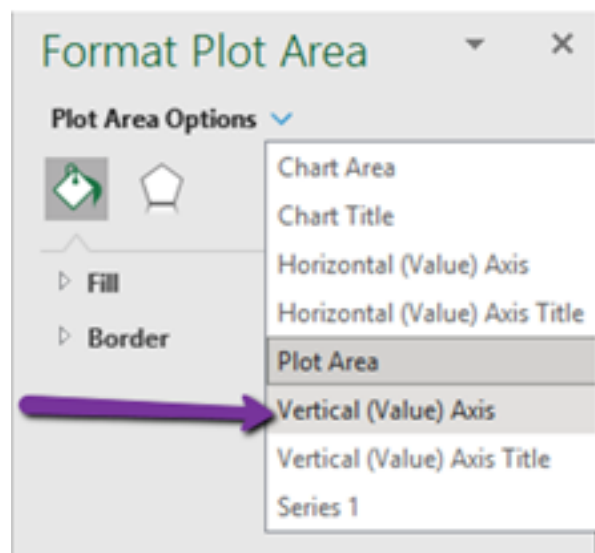 Format Plot Area
Plot Area Options
Chart Area
Chart Title
Horizontal (Value) Axis
Horizontal (Value) Axis Title
Plot Area
Vertical (Value) Axis
Vertical (Value) Axis Title
Series 1
Fill
Border